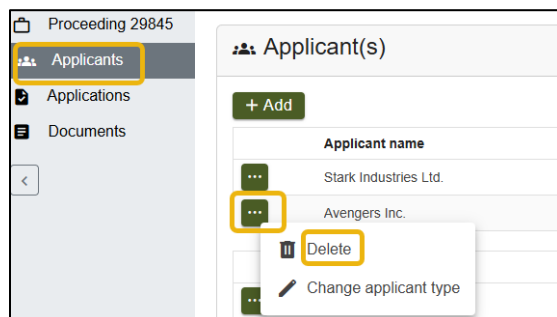 Proceeding 29845
Applicants
Applications
Documents
Applicant(s)
+ Add
Applicant name
Stark Industries Ltd.
Avengers Inc.
Delete
Change applicant type